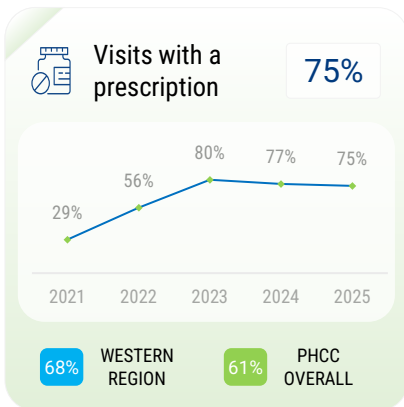 Visits with a
prescription
75%
80%
77%
75%
56%
29%
2021 2022 2023 2024 2025
68%
WESTERN
REGION
61%
PHCC
OVERALL